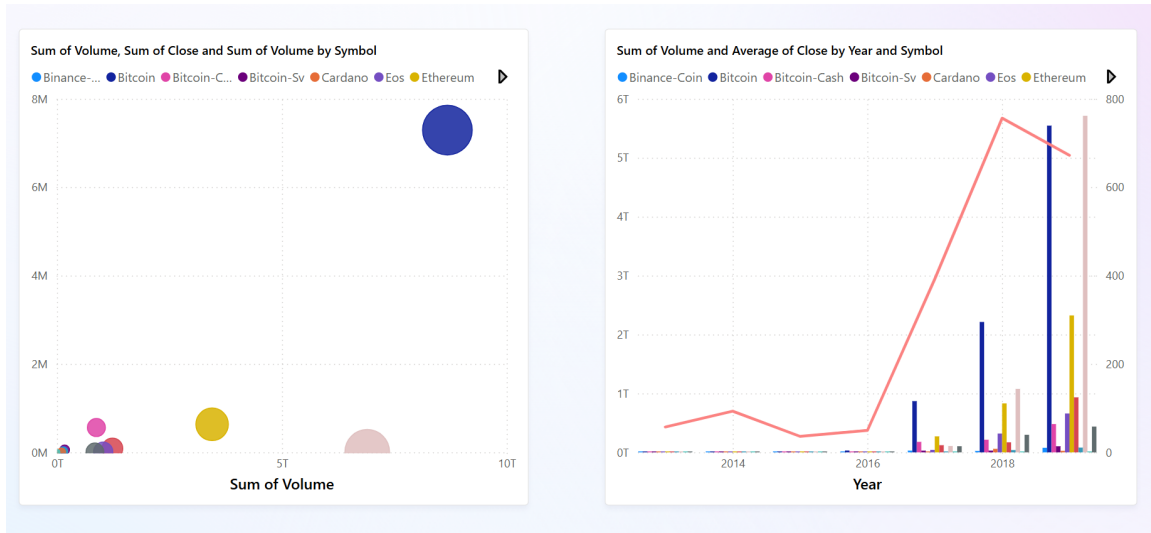 Sum of Volume, Sum of Close and Sum of Volume by Symbol
Binance-... Bitcoin Bitcoin-C... Bitcoin-Sv Cardano Eos Ethereum
8M
6M
4M
2M
0M
0T 5T 10T
Sum of Volume
Sum of Volume and Average of Close by Year and Symbol
Binance-Coin Bitcoin Bitcoin-Cash Bitcoin-Sv Cardano Eos Ethereum
6T 800
5T
4T 600
3T 400
2T
1T 200
0T 0
2014 2016 2018
Year